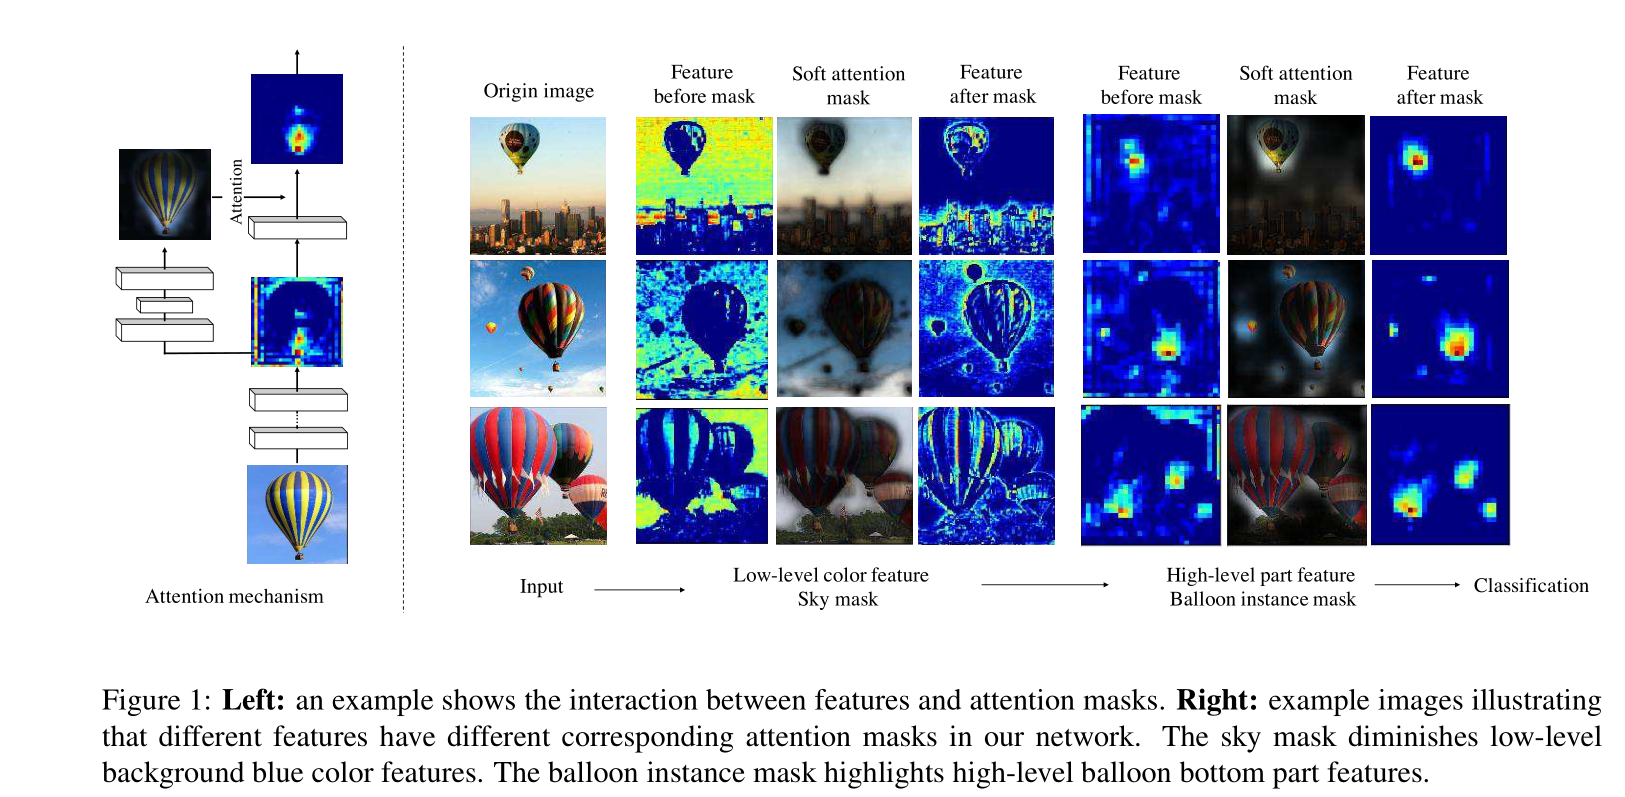 Attention
Attention mechanism
Origin image
Feature
before mask
Soft attention
mask
Feature
after mask
Feature
before mask
Soft attention
mask
Feature
after mask
Input
Low-level color feature
Sky mask
High-level part feature
Balloon instance mask
Classification
Figure 1: Left: an example shows the interaction between features and attention masks. Right: example images illustrating
that different features have different corresponding attention masks in our network. The sky mask diminishes low-level
background blue color features. The balloon instance mask highlights high-level balloon bottom part features.